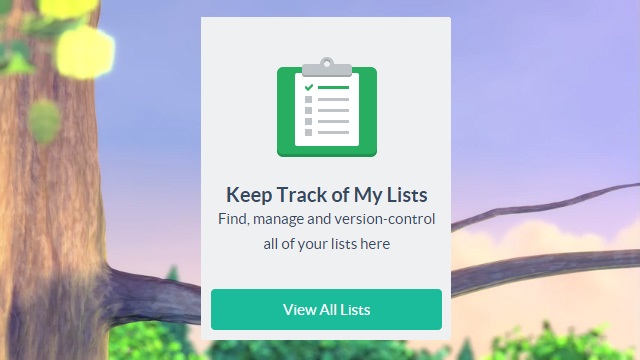 Keep Track of My Lists
Find, manage and version-control
all of your lists here
View All Lists